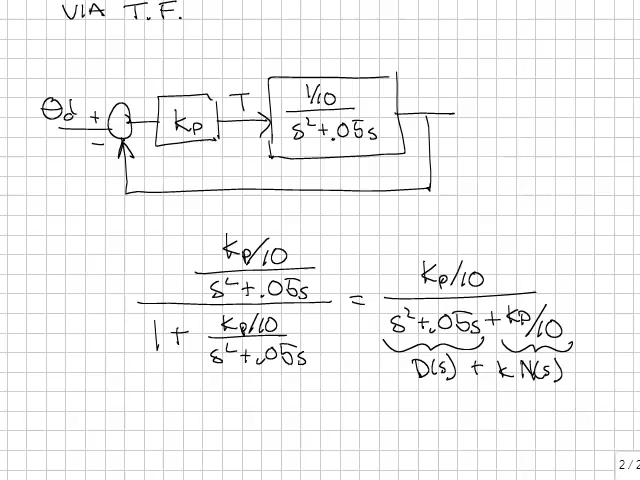 VIA T.F.
θd + − kp T 1/10 / s² + .05s
kp/10 / s² + .05s / 1 + kp/10 / s² + .05s = kp/10 / s² + .05s + kp/10
D(s) + k N(s)
2 / 2